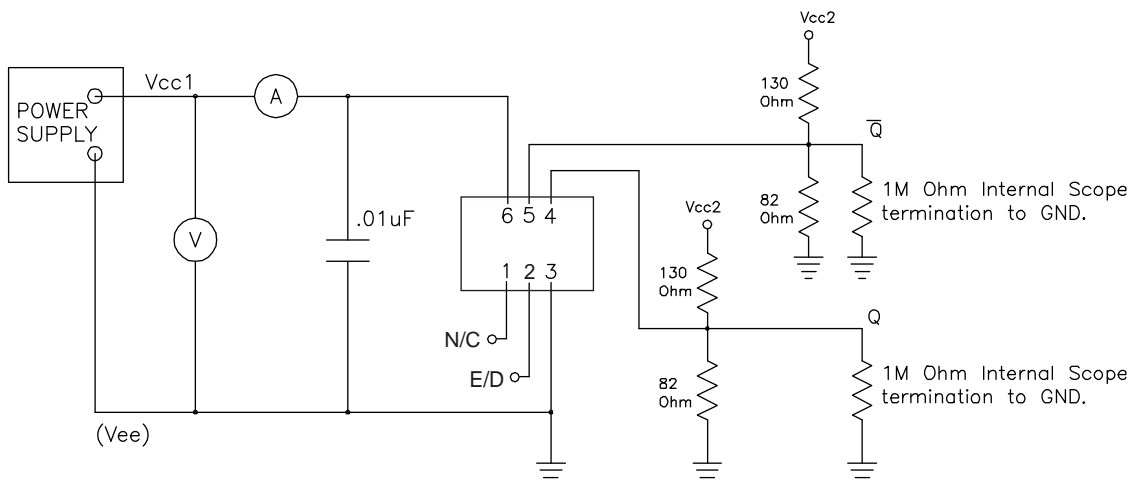 Vcc2
130
Ohm
Q̅
82
Ohm
1M Ohm Internal Scope
termination to GND.
Vcc1
A
POWER
SUPPLY
V
.01uF
6 5 4
1 2 3
N/C
E/D
(Vee)
Vcc2
130
Ohm
Q
82
Ohm
1M Ohm Internal Scope
termination to GND.